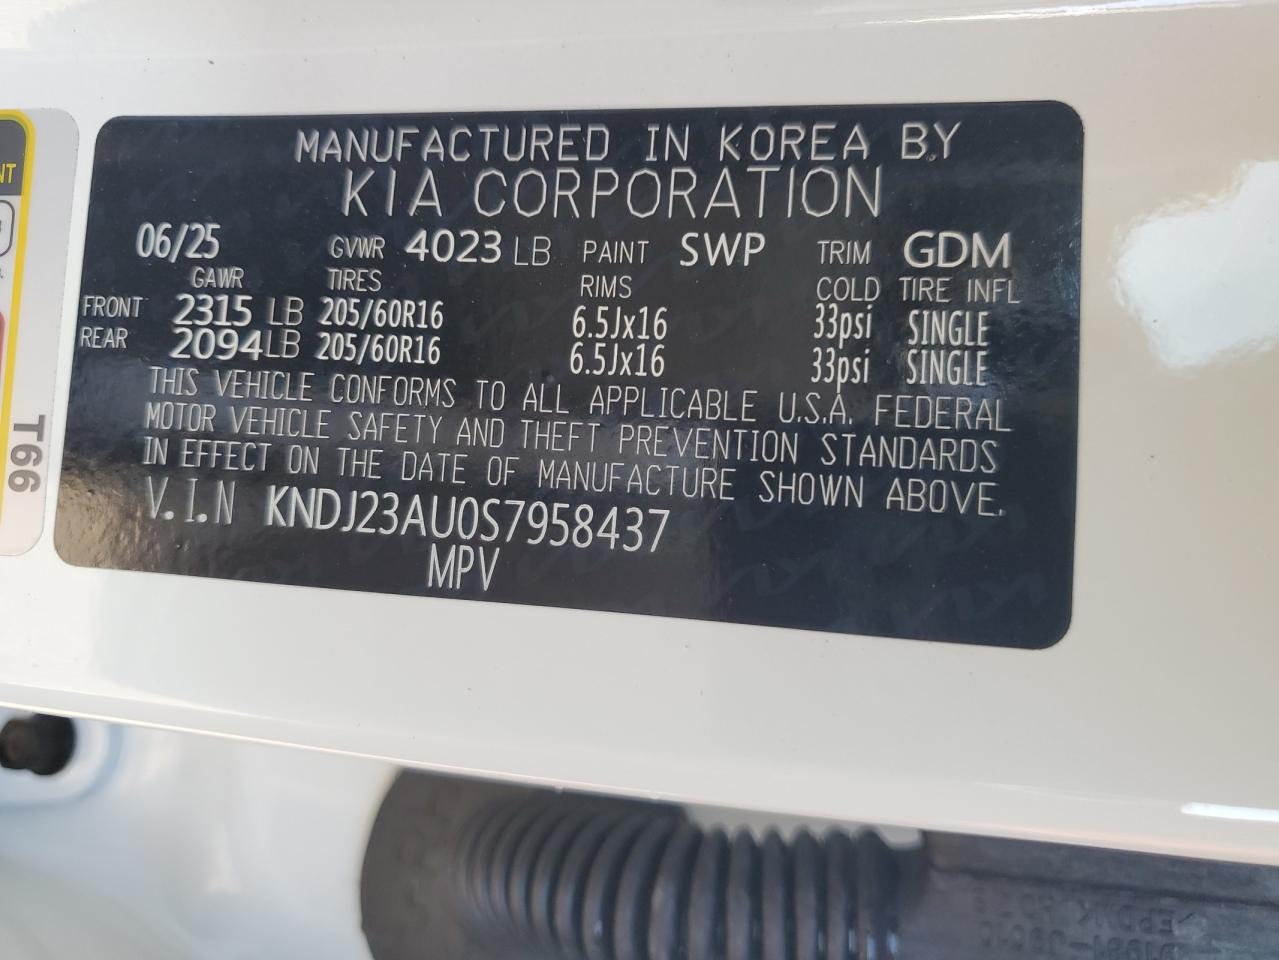 MANUFACTURED IN KOREA BY
KIA CORPORATION
06/25 GVWR 4023 LB PAINT SWP TRIM GDM
GAWR TIRES RIMS COLD TIRE INFL
FRONT 2315 LB 205/60R16 6.5Jx16 33psi SINGLE
REAR 2094 LB 205/60R16 6.5Jx16 33psi SINGLE
THIS VEHICLE CONFORMS TO ALL APPLICABLE U.S.A. FEDERAL
MOTOR VEHICLE SAFETY AND THEFT PREVENTION STANDARDS
IN EFFECT ON THE DATE OF MANUFACTURE SHOWN ABOVE.
V.I.N KNDJ23AU0S7958437
MPV
T66